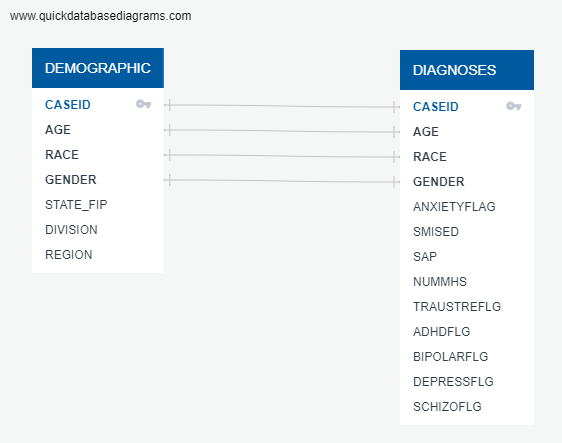 www.quickdatabasediagrams.com
DEMOGRAPHIC
CASEID
AGE
RACE
GENDER
STATE_FIP
DIVISION
REGION
DIAGNOSES
CASEID
AGE
RACE
GENDER
ANXIETYFLAG
SMISED
SAP
NUMMHS
TRAUSTREFLG
ADHDFLG
BIPOLARFLG
DEPRESSFLG
SCHIZOFLG